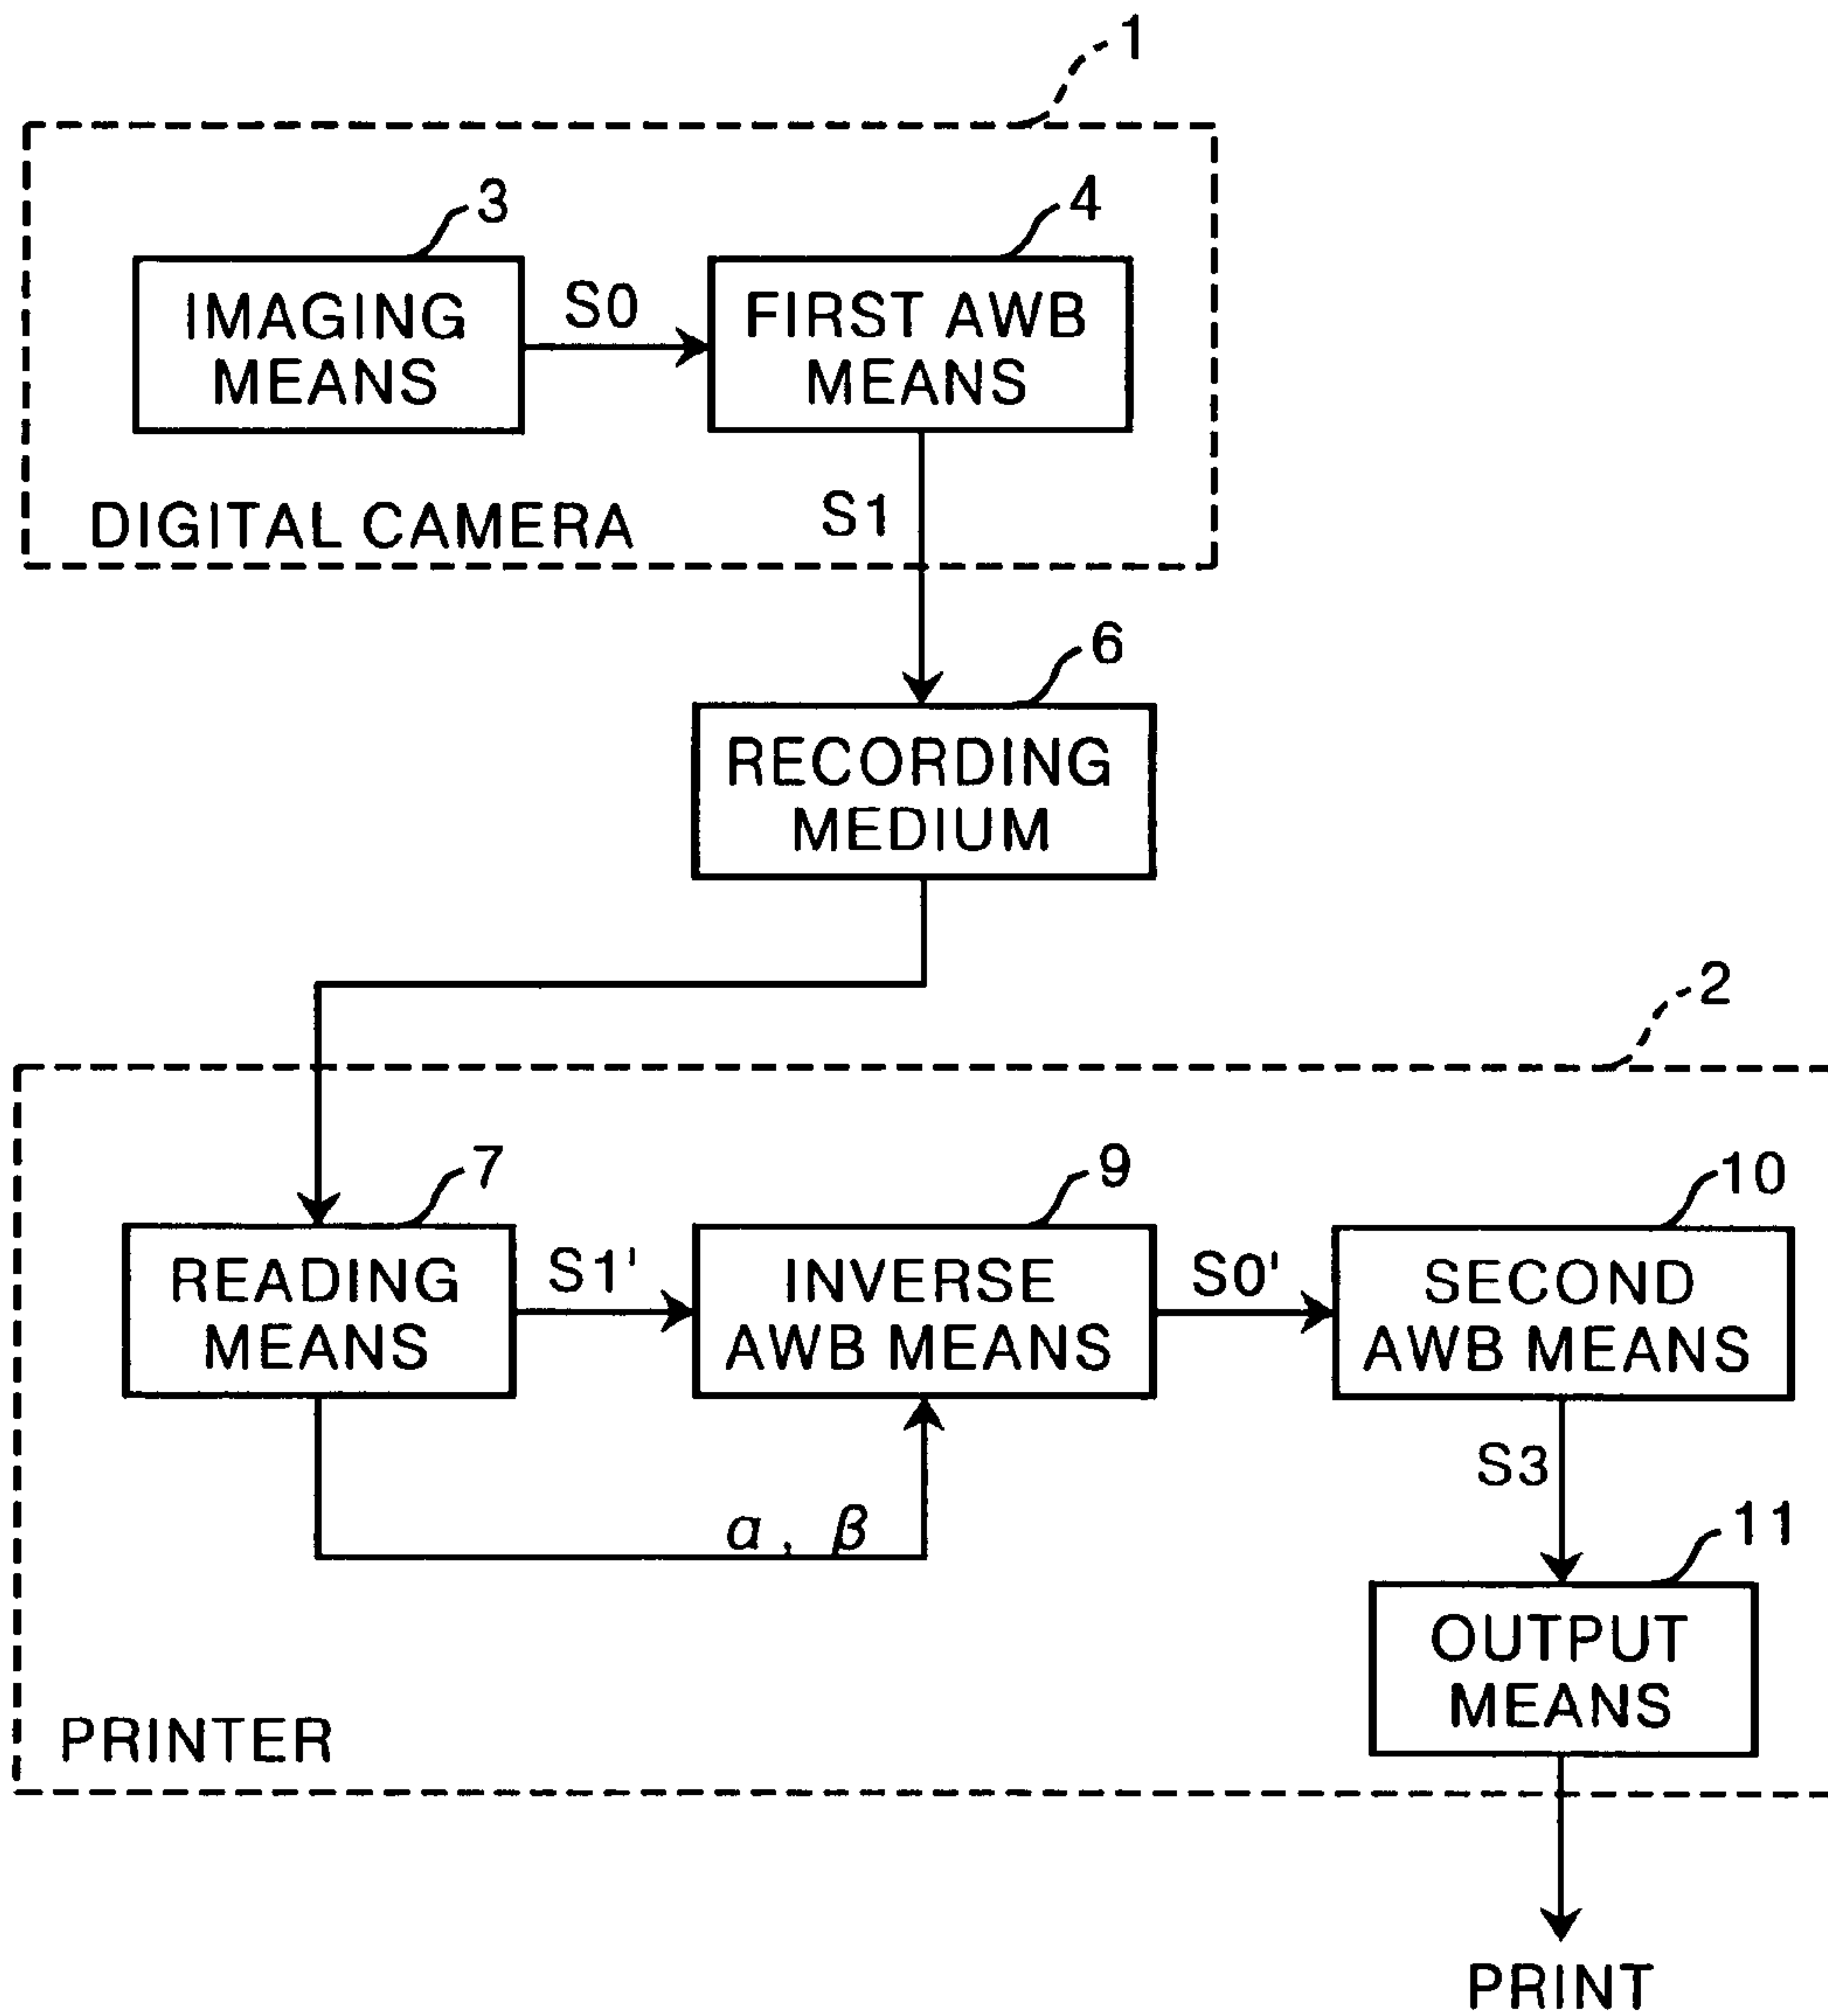 1
3
4
IMAGING
MEANS
S0
FIRST AWB
MEANS
DIGITAL CAMERA
S1
6
RECORDING
MEDIUM
2
7
9
10
READING
MEANS
S1'
INVERSE
AWB MEANS
S0'
SECOND
AWB MEANS
α, β
S3
11
OUTPUT
MEANS
PRINTER
PRINT